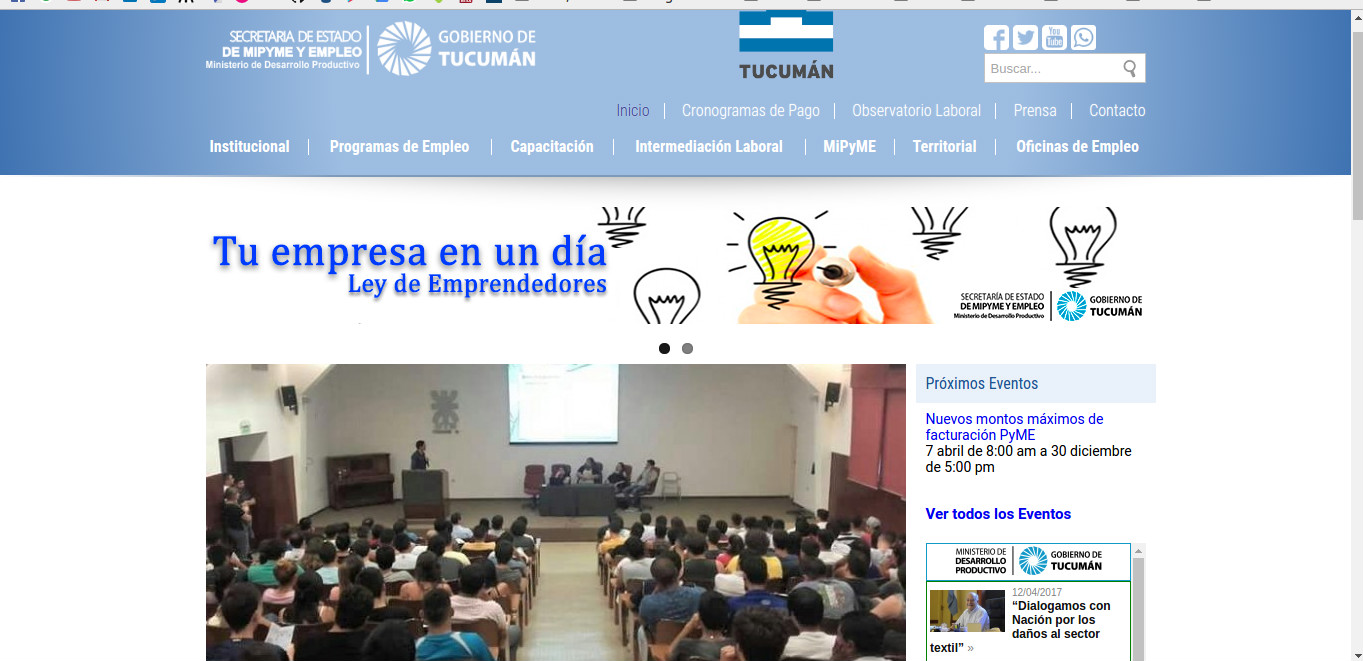 SECRETARIA DE ESTADO
DE MIPYME Y EMPLEO
Ministerio de Desarrollo Productivo
GOBIERNO DE
TUCUMÁN
TUCUMÁN
Buscar...
Inicio
Cronogramas de Pago
Observatorio Laboral
Prensa
Contacto
Institucional
Programas de Empleo
Capacitación
Intermediación Laboral
MiPyME
Territorial
Oficinas de Empleo
Tu empresa en un día
Ley de Emprendedores
SECRETARÍA DE ESTADO
DE MIPYME Y EMPLEO
Ministerio de Desarrollo Productivo
GOBIERNO DE
TUCUMÁN
Próximos Eventos
Nuevos montos máximos de
facturación PyME
7 abril de 8:00 am a 30 diciembre
de 5:00 pm
Ver todos los Eventos
MINISTERIO DE
DESARROLLO
PRODUCTIVO
GOBIERNO DE
TUCUMÁN
12/04/2017
“Dialogamos con
Nación por los
daños al sector
textil” »